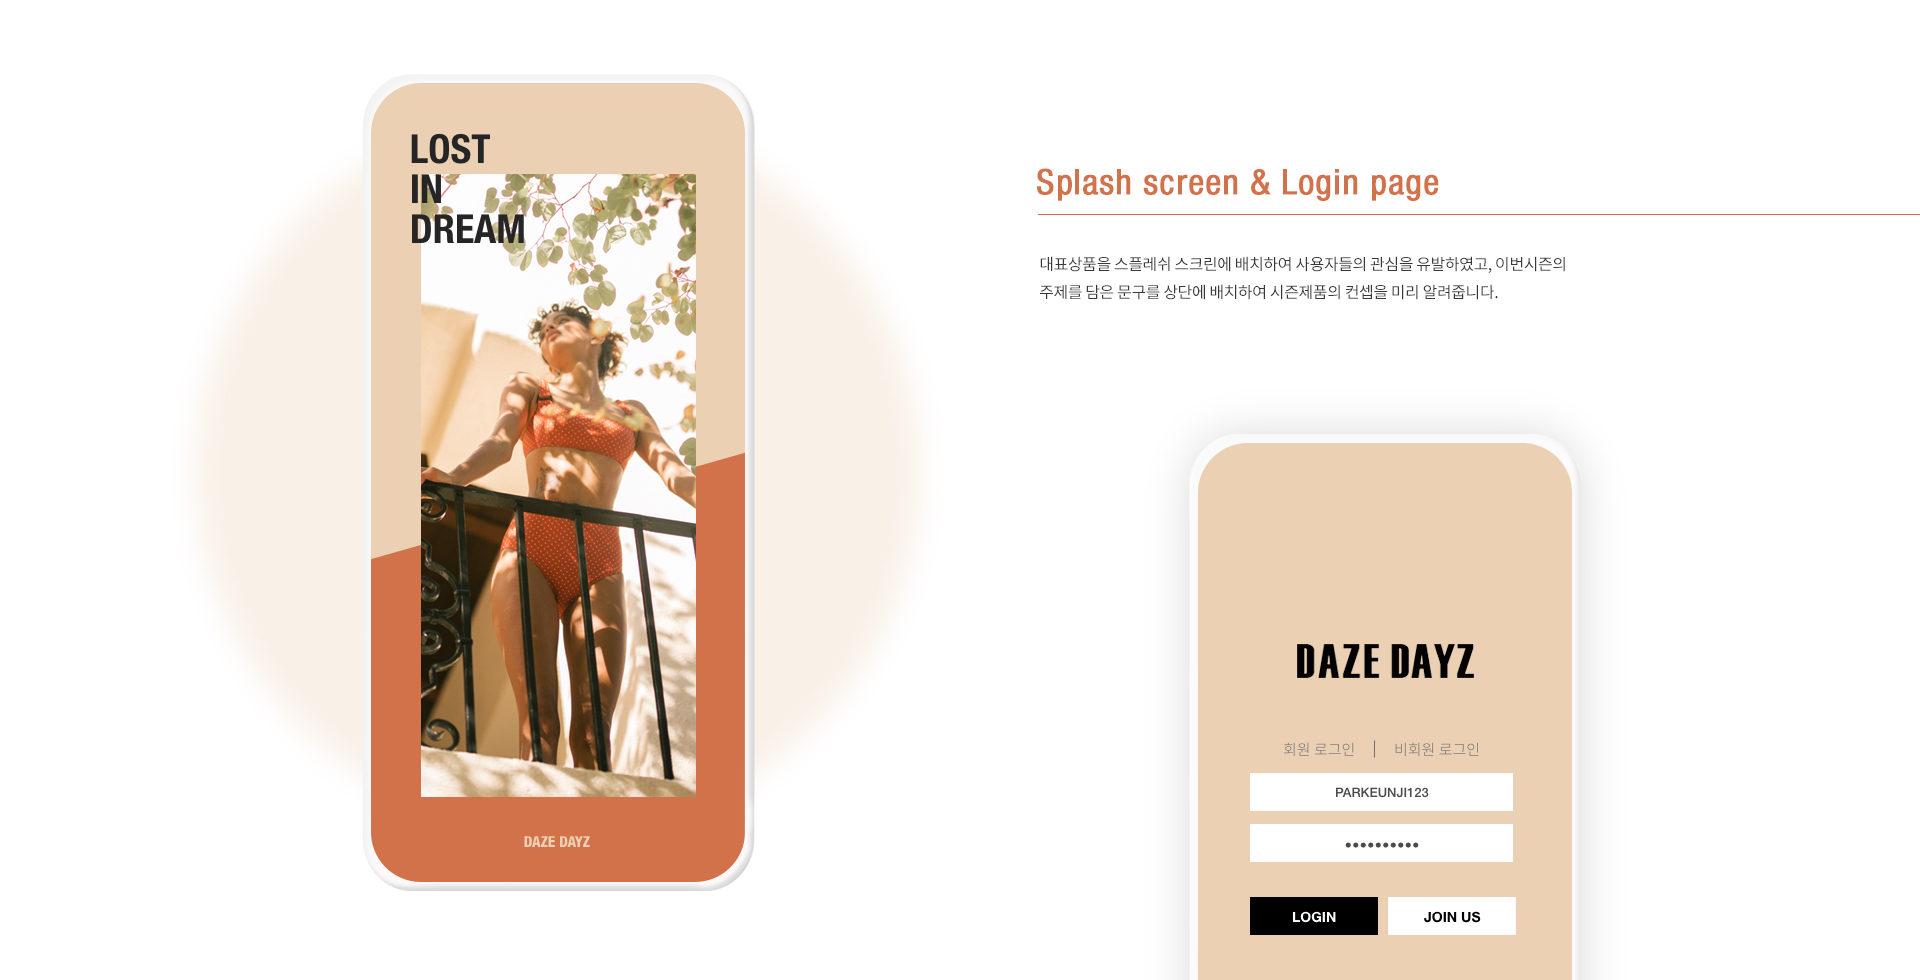 LOST
IN
DREAM
DAZE DAYZ
Splash screen & Login page
대표상품을 스플레쉬 스크린에 배치하여 사용자들의 관심을 유발하였고, 이번시즌의
주제를 담은 문구를 상단에 배치하여 시즌제품의 컨셉을 미리 알려줍니다.
DAZE DAYZ
회원 로그인 | 비회원 로그인
PARKEUNJI123
••••••••••
LOGIN
JOIN US